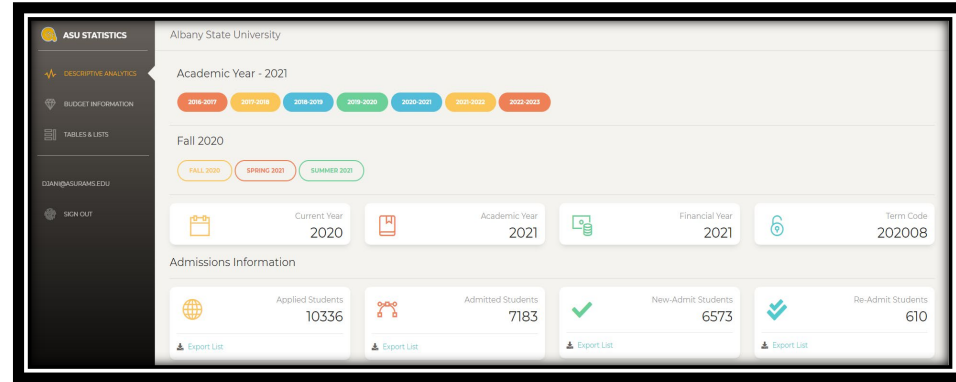 ASU STATISTICS
DESCRIPTIVE ANALYTICS
BUDGET INFORMATION
TABLES & LISTS
DJANI@ASURAMS.EDU
SIGN OUT
Albany State University
Academic Year - 2021
2016-2017 2017-2018 2018-2019 2019-2020 2020-2021 2021-2022 2022-2023
Fall 2020
FALL 2020 SPRING 2021 SUMMER 2021
Current Year
2020
Academic Year
2021
Financial Year
2021
Term Code
202008
Admissions Information
Applied Students
10336
Export List
Admitted Students
7183
Export List
New-Admit Students
6573
Export List
Re-Admit Students
610
Export List